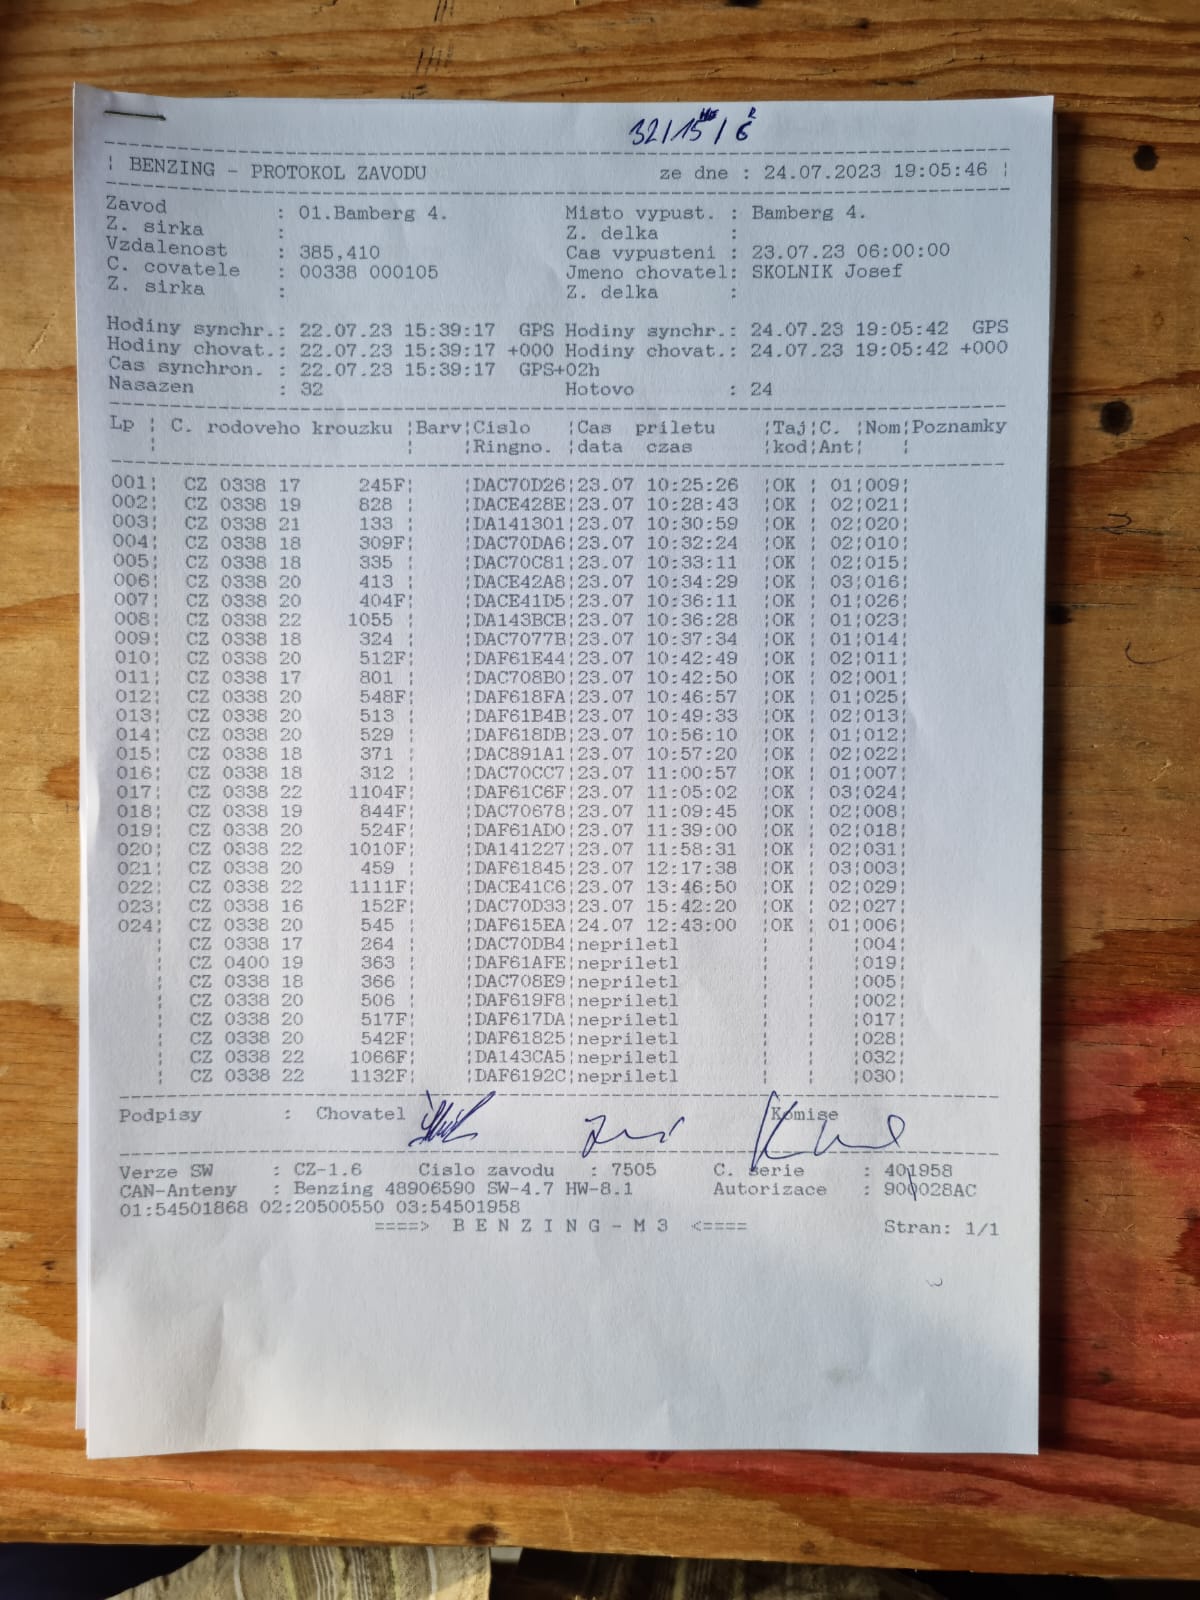 32/15/6
BENZING - PROTOKOL ZAVODU ze dne : 24.07.2023 19:05:46
Zavod : 01.Bamberg 4. Misto vypust. : Bamberg 4.
Z. sirka : Z. delka :
Vzdalenost : 385,410 Cas vypusteni : 23.07.23 06:00:00
C. covatele : 00338 000105 Jmeno chovatel: SKOLNIK Josef
Z. sirka : Z. delka :
Hodiny synchr.: 22.07.23 15:39:17 GPS Hodiny synchr.: 24.07.23 19:05:42 GPS
Hodiny chovat.: 22.07.23 15:39:17 +000 Hodiny chovat.: 24.07.23 19:05:42 +000
Cas synchron. : 22.07.23 15:39:17 GPS+02h
Nasazen : 32 Hotovo : 24
Lp ¦ C. rodoveho krouzku ¦Barv¦Cislo ¦Cas priletu ¦Taj¦C. ¦Nom¦Poznamky
¦ ¦ ¦Ringno. ¦data czas ¦kod¦Ant¦ ¦
001¦ CZ 0338 17 245F¦ ¦DAC70D26¦23.07 10:25:26 ¦OK ¦ 01¦009¦
002¦ CZ 0338 19 828 ¦ ¦DACE428E¦23.07 10:28:43 ¦OK ¦ 02¦021¦
003¦ CZ 0338 21 133 ¦ ¦DA141301¦23.07 10:30:59 ¦OK ¦ 02¦020¦
004¦ CZ 0338 18 309F¦ ¦DAC70DA6¦23.07 10:32:24 ¦OK ¦ 02¦010¦
005¦ CZ 0338 18 335 ¦ ¦DAC70C81¦23.07 10:33:11 ¦OK ¦ 02¦015¦
006¦ CZ 0338 20 413 ¦ ¦DACE42A8¦23.07 10:34:29 ¦OK ¦ 03¦016¦
007¦ CZ 0338 20 404F¦ ¦DACE41D5¦23.07 10:36:11 ¦OK ¦ 01¦026¦
008¦ CZ 0338 22 1055 ¦ ¦DA143BCB¦23.07 10:36:28 ¦OK ¦ 01¦023¦
009¦ CZ 0338 18 324 ¦ ¦DAC7077B¦23.07 10:37:34 ¦OK ¦ 01¦014¦
010¦ CZ 0338 20 512F¦ ¦DAF61E44¦23.07 10:42:49 ¦OK ¦ 02¦011¦
011¦ CZ 0338 17 801 ¦ ¦DAC708B0¦23.07 10:42:50 ¦OK ¦ 02¦001¦
012¦ CZ 0338 20 548F¦ ¦DAF618FA¦23.07 10:46:57 ¦OK ¦ 01¦025¦
013¦ CZ 0338 20 513 ¦ ¦DAF61B4B¦23.07 10:49:33 ¦OK ¦ 02¦013¦
014¦ CZ 0338 20 529 ¦ ¦DAF618DB¦23.07 10:56:10 ¦OK ¦ 01¦012¦
015¦ CZ 0338 18 371 ¦ ¦DAC891A1¦23.07 10:57:20 ¦OK ¦ 02¦022¦
016¦ CZ 0338 18 312 ¦ ¦DAC70CC7¦23.07 11:00:57 ¦OK ¦ 01¦007¦
017¦ CZ 0338 22 1104F¦ ¦DAF61C6F¦23.07 11:05:02 ¦OK ¦ 03¦024¦
018¦ CZ 0338 19 844F¦ ¦DAC70678¦23.07 11:09:45 ¦OK ¦ 02¦008¦
019¦ CZ 0338 20 524F¦ ¦DAF61AD0¦23.07 11:39:00 ¦OK ¦ 02¦018¦
020¦ CZ 0338 22 1010F¦ ¦DA141227¦23.07 11:58:31 ¦OK ¦ 02¦031¦
021¦ CZ 0338 20 459 ¦ ¦DAF61845¦23.07 12:17:38 ¦OK ¦ 03¦003¦
022¦ CZ 0338 22 1111F¦ ¦DACE41C6¦23.07 13:46:50 ¦OK ¦ 02¦029¦
023¦ CZ 0338 16 152F¦ ¦DAC70D33¦23.07 15:42:20 ¦OK ¦ 02¦027¦
024¦ CZ 0338 20 545 ¦ ¦DAF615EA¦24.07 12:43:00 ¦OK ¦ 01¦006¦
¦ CZ 0338 17 264 ¦ ¦DAC70DB4¦nepriletl ¦ ¦ ¦004¦
¦ CZ 0400 19 363 ¦ ¦DAF61AFE¦nepriletl ¦ ¦ ¦019¦
¦ CZ 0338 18 366 ¦ ¦DAC708E9¦nepriletl ¦ ¦ ¦005¦
¦ CZ 0338 20 506 ¦ ¦DAF619F8¦nepriletl ¦ ¦ ¦002¦
¦ CZ 0338 20 517F¦ ¦DAF617DA¦nepriletl ¦ ¦ ¦017¦
¦ CZ 0338 20 542F¦ ¦DAF61825¦nepriletl ¦ ¦ ¦028¦
¦ CZ 0338 22 1066F¦ ¦DA143CA5¦nepriletl ¦ ¦ ¦032¦
¦ CZ 0338 22 1132F¦ ¦DAF6192C¦nepriletl ¦ ¦ ¦030¦
Podpisy : Chovatel Komise
Verze SW : CZ-1.6 Cislo zavodu : 7505 C. serie : 401958
CAN-Anteny : Benzing 48906590 SW-4.7 HW-8.1 Autorizace : 900028AC
01:54501868 02:20500550 03:54501958
====> B E N Z I N G - M 3 <==== Stran: 1/1